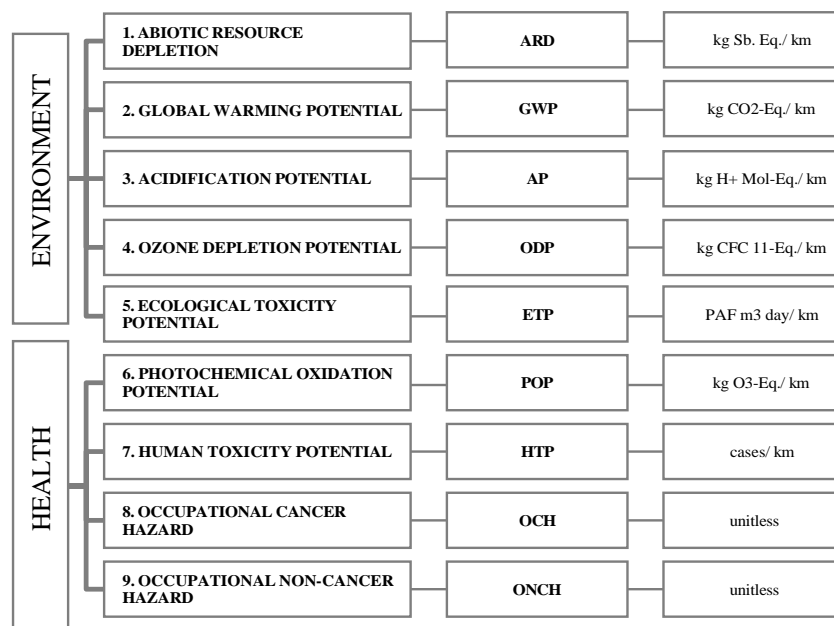 ENVIRONMENT
1. ABIOTIC RESOURCE
DEPLETION
ARD
kg Sb. Eq./ km
2. GLOBAL WARMING POTENTIAL
GWP
kg CO2-Eq./ km
3. ACIDIFICATION POTENTIAL
AP
kg H+ Mol-Eq./ km
4. OZONE DEPLETION POTENTIAL
ODP
kg CFC 11-Eq./ km
5. ECOLOGICAL TOXICITY
POTENTIAL
ETP
PAF m3 day/ km
HEALTH
6. PHOTOCHEMICAL OXIDATION
POTENTIAL
POP
kg O3-Eq./ km
7. HUMAN TOXICITY POTENTIAL
HTP
cases/ km
8. OCCUPATIONAL CANCER
HAZARD
OCH
unitless
9. OCCUPATIONAL NON-CANCER
HAZARD
ONCH
unitless